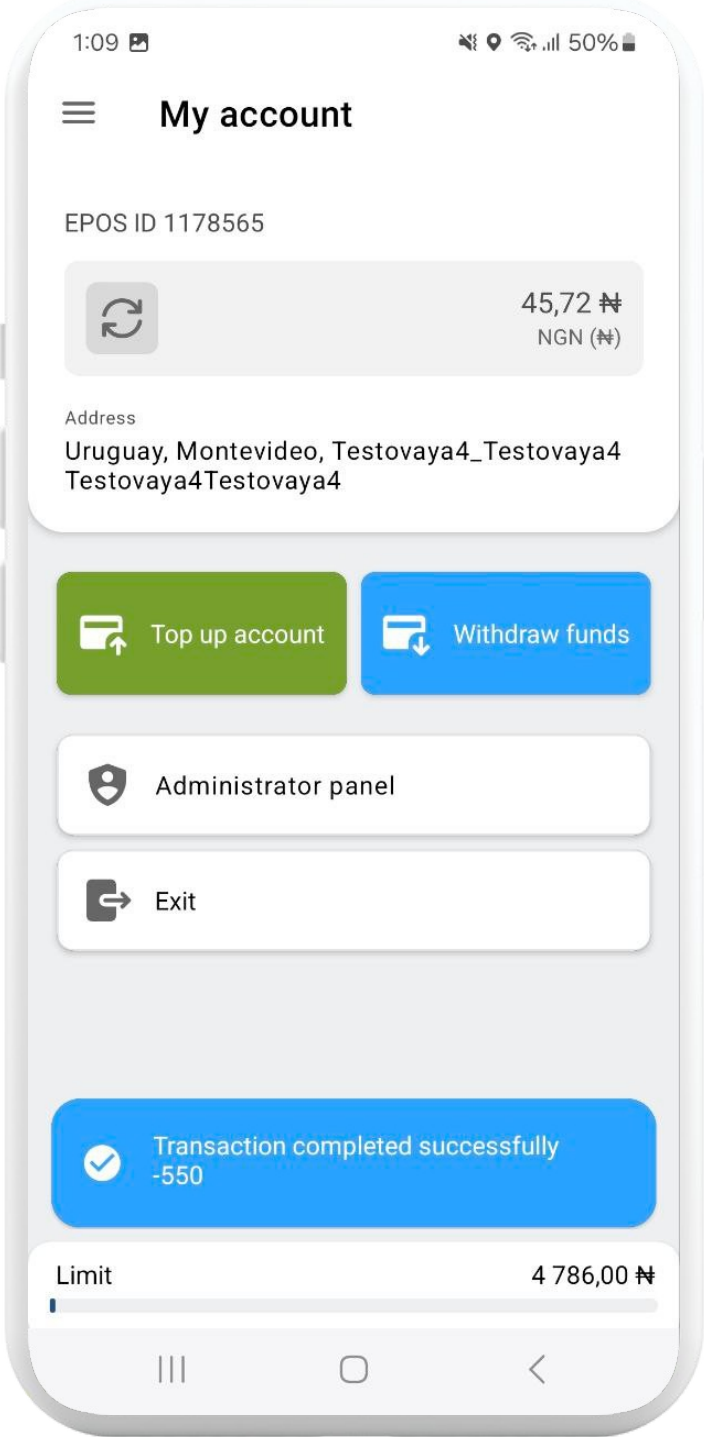 1:09 50%
My account
EPOS ID 1178565
45,72 ₦
NGN (₦)
Address
Uruguay, Montevideo, Testovaya4_Testovaya4
Testovaya4Testovaya4
Top up account
Withdraw funds
Administrator panel
Exit
Transaction completed successfully
-550
Limit 4 786,00 ₦